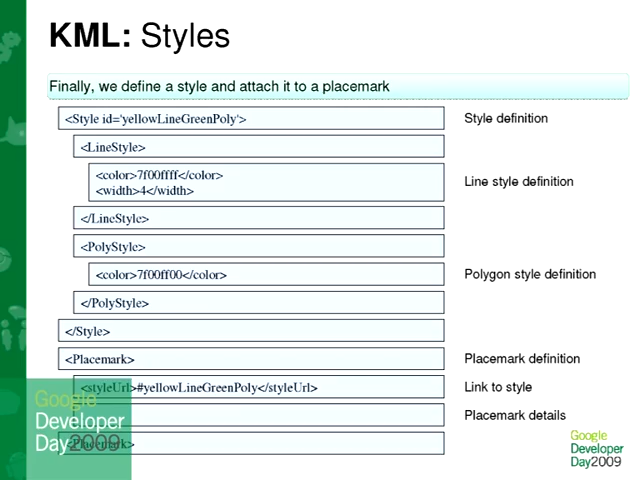 KML: Styles
Finally, we define a style and attach it to a placemark
<Style id='yellowLineGreenPoly'> Style definition
<LineStyle>
<color>7f00ffff</color>
<width>4</width>
Line style definition
</LineStyle>
<PolyStyle>
<color>7f00ff00</color> Polygon style definition
</PolyStyle>
</Style>
<Placemark> Placemark definition
<styleUrl>#yellowLineGreenPoly</styleUrl> Link to style
Placemark details
<Placemark>
Google
Developer
Day2009
Google
Developer
Day2009